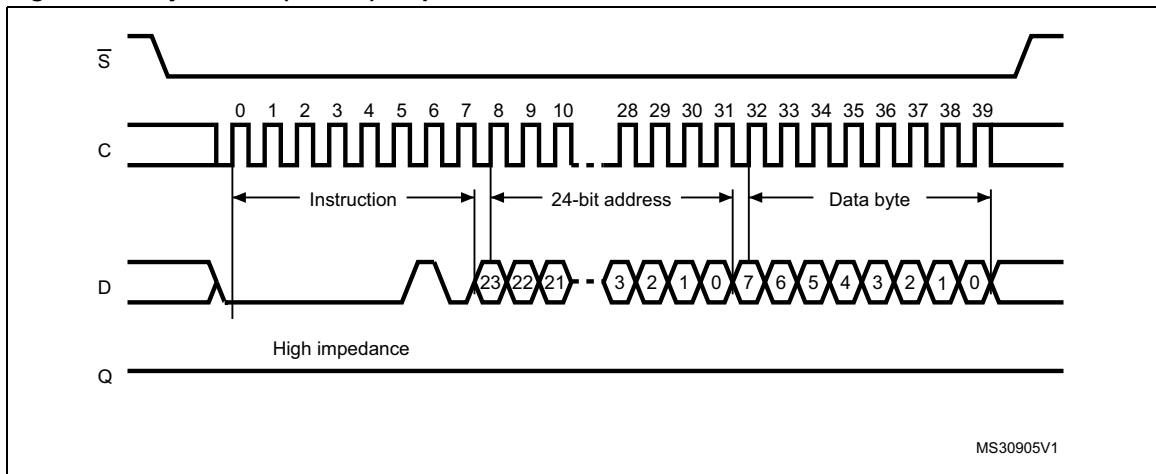 S
0 1 2 3 4 5 6 7 8 9 10 28 29 30 31 32 33 34 35 36 37 38 39
C
Instruction 24-bit address Data byte
D 23 22 21 3 2 1 0 7 6 5 4 3 2 1 0
High impedance
Q
MS30905V1